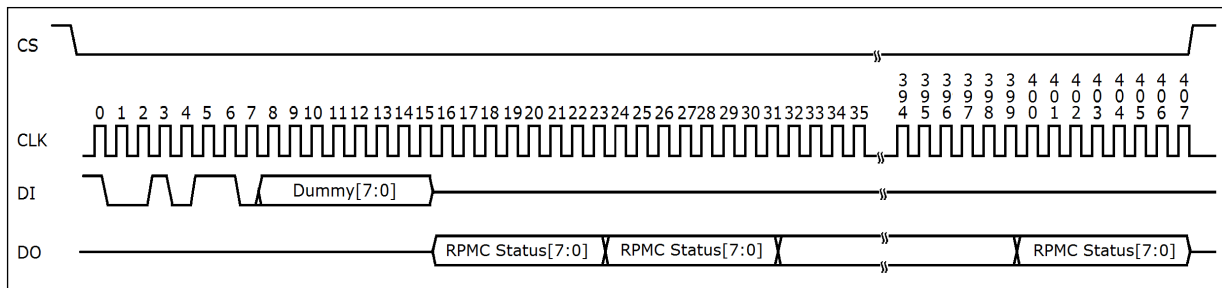 CS
394 395 396 397 398 399 400 401 402 403 404 405 406 407
0 1 2 3 4 5 6 7 8 9 10 11 12 13 14 15 16 17 18 19 20 21 22 23 24 25 26 27 28 29 30 31 32 33 34 35
CLK
DI Dummy[7:0]
DO RPMC Status[7:0] RPMC Status[7:0] RPMC Status[7:0]